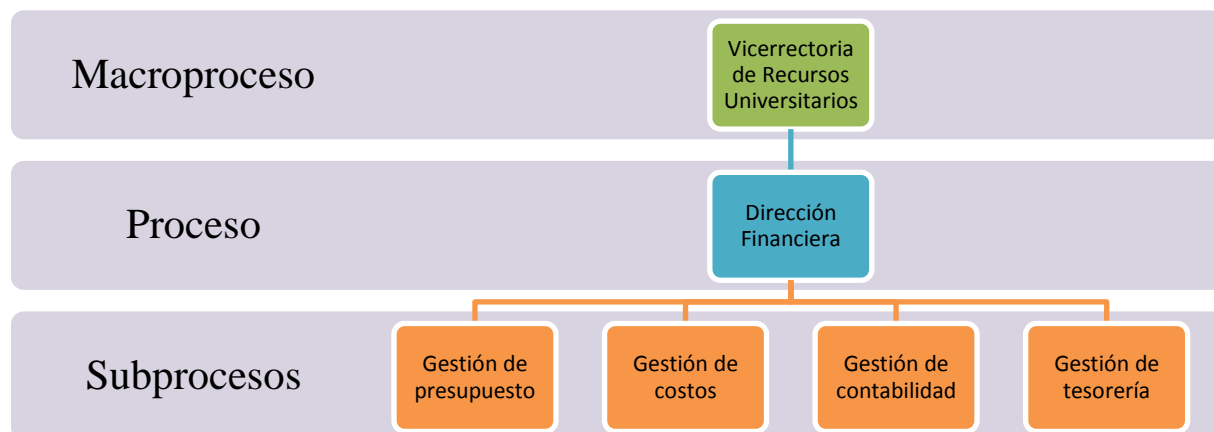 Macroproceso
Vicerrectoria
de Recursos
Universitarios
Proceso
Dirección
Financiera
Subprocesos
Gestión de
presupuesto
Gestión de
costos
Gestión de
contabilidad
Gestión de
tesorería